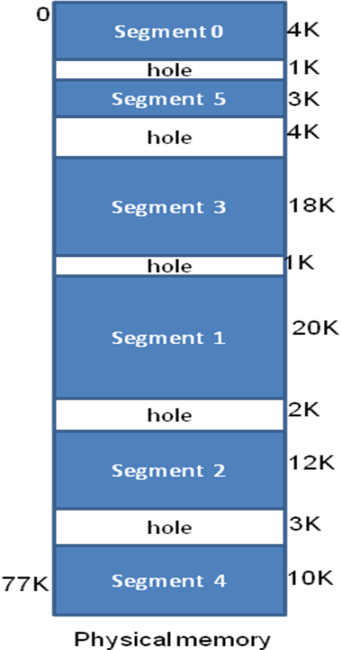 0
Segment 0 4K
hole 1K
Segment 5 3K
hole 4K
Segment 3 18K
hole 1K
Segment 1 20K
hole 2K
Segment 2 12K
hole 3K
77K Segment 4 10K
Physical memory